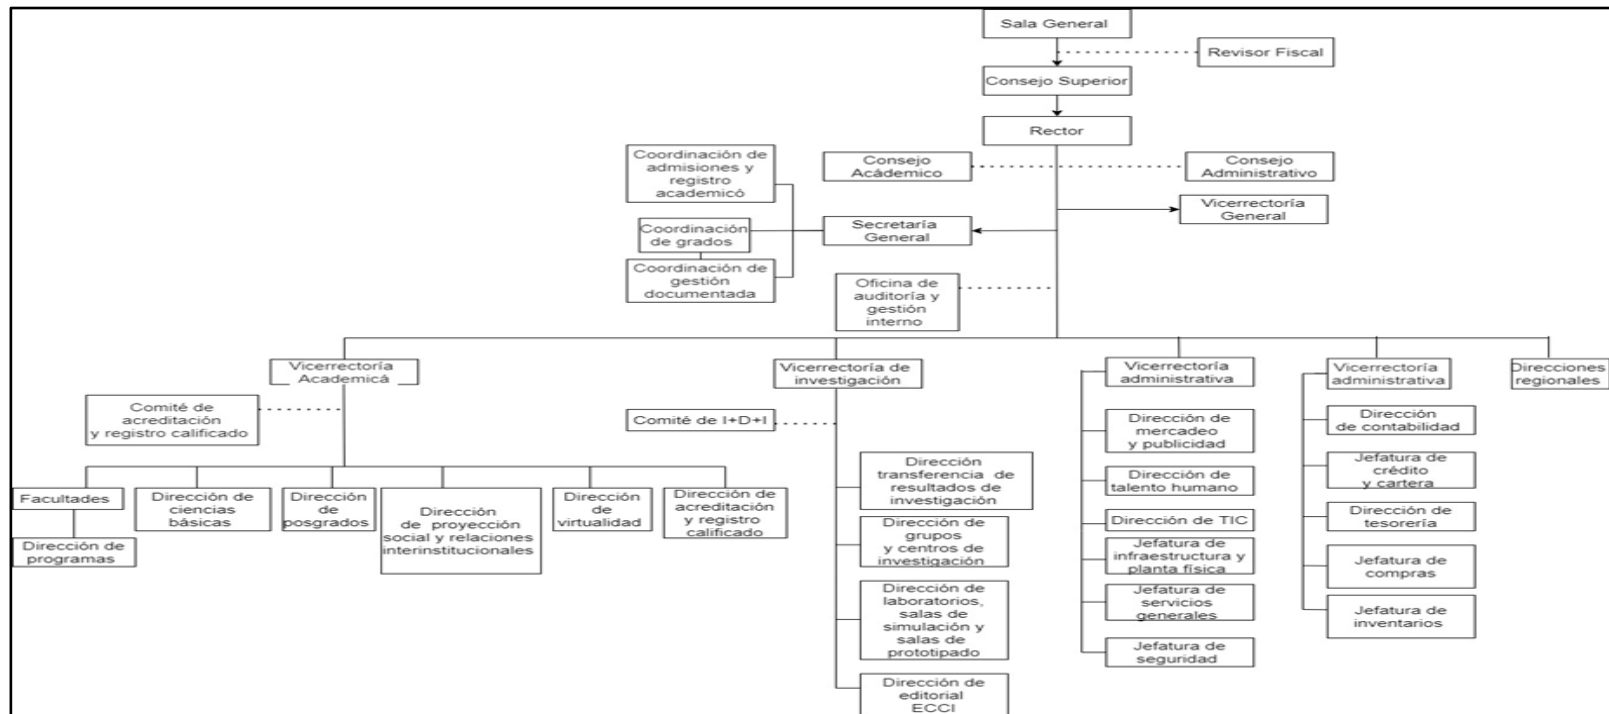 Sala General
Revisor Fiscal
Consejo Superior
Rector
Coordinación de
admisiones y
registro
academicó
Consejo
Académico
Consejo
Administrativo
Vicerrectoría
General
Coordinación
de grados
Secretaría
General
Coordinación de
gestión
documentada
Oficina de
auditoría y
gestión
interno
Vicerrectoría
Academicá
Vicerrectoría de
investigación
Vicerrectoría
administrativa
Vicerrectoría
administrativa
Direcciones
regionales
Comité de
acreditación
y registro calificado
Comité de I+D+I
Facultades
Dirección de
programas
Dirección de
ciencias
básicas
Dirección
de
posgrados
Dirección
de proyección
social y relaciones
interinstitucionales
Dirección
de
virtualidad
Dirección de
acreditación
y registro
calificado
Dirección
transferencia de
resultados de
investigación
Dirección de
grupos
y centros de
investigación
Dirección de
laboratorios,
salas de
simulación y
salas de
prototipado
Dirección de
editorial
ECCI
Dirección de
mercadeo
y publicidad
Dirección de
talento humano
Dirección de TIC
Jefatura de
infraestructura y
planta física
Jefatura de
servicios
generales
Jefatura de
seguridad
Dirección
de contabilidad
Jefatura de
crédito
y cartera
Dirección de
tesorería
Jefatura de
compras
Jefatura de
inventarios